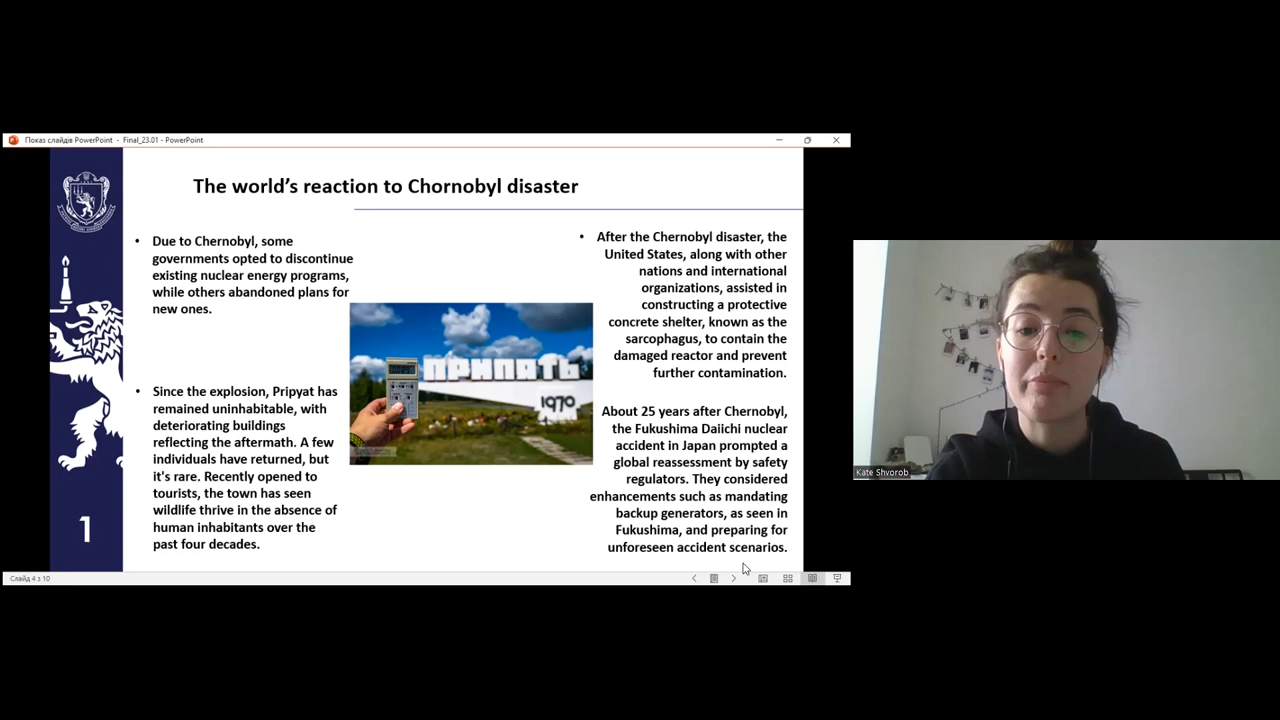 Показ слайдів PowerPoint - Final_23.01 - PowerPoint
The world's reaction to Chornobyl disaster
• Due to Chernobyl, some
governments opted to discontinue
existing nuclear energy programs,
while others abandoned plans for
new ones.
• Since the explosion, Pripyat has
remained uninhabitable, with
deteriorating buildings
reflecting the aftermath. A few
individuals have returned, but
it's rare. Recently opened to
tourists, the town has seen
wildlife thrive in the absence of
human inhabitants over the
past four decades.
ПРИПЯТЬ
1970
• After the Chernobyl disaster, the
United States, along with other
nations and international
organizations, assisted in
constructing a protective
concrete shelter, known as the
sarcophagus, to contain the
damaged reactor and prevent
further contamination.
About 25 years after Chernobyl,
the Fukushima Daiichi nuclear
accident in Japan prompted a
global reassessment by safety
regulators. They considered
enhancements such as mandating
backup generators, as seen in
Fukushima, and preparing for
unforeseen accident scenarios.
1
Слайд 4 з 10
Kate Shvorob